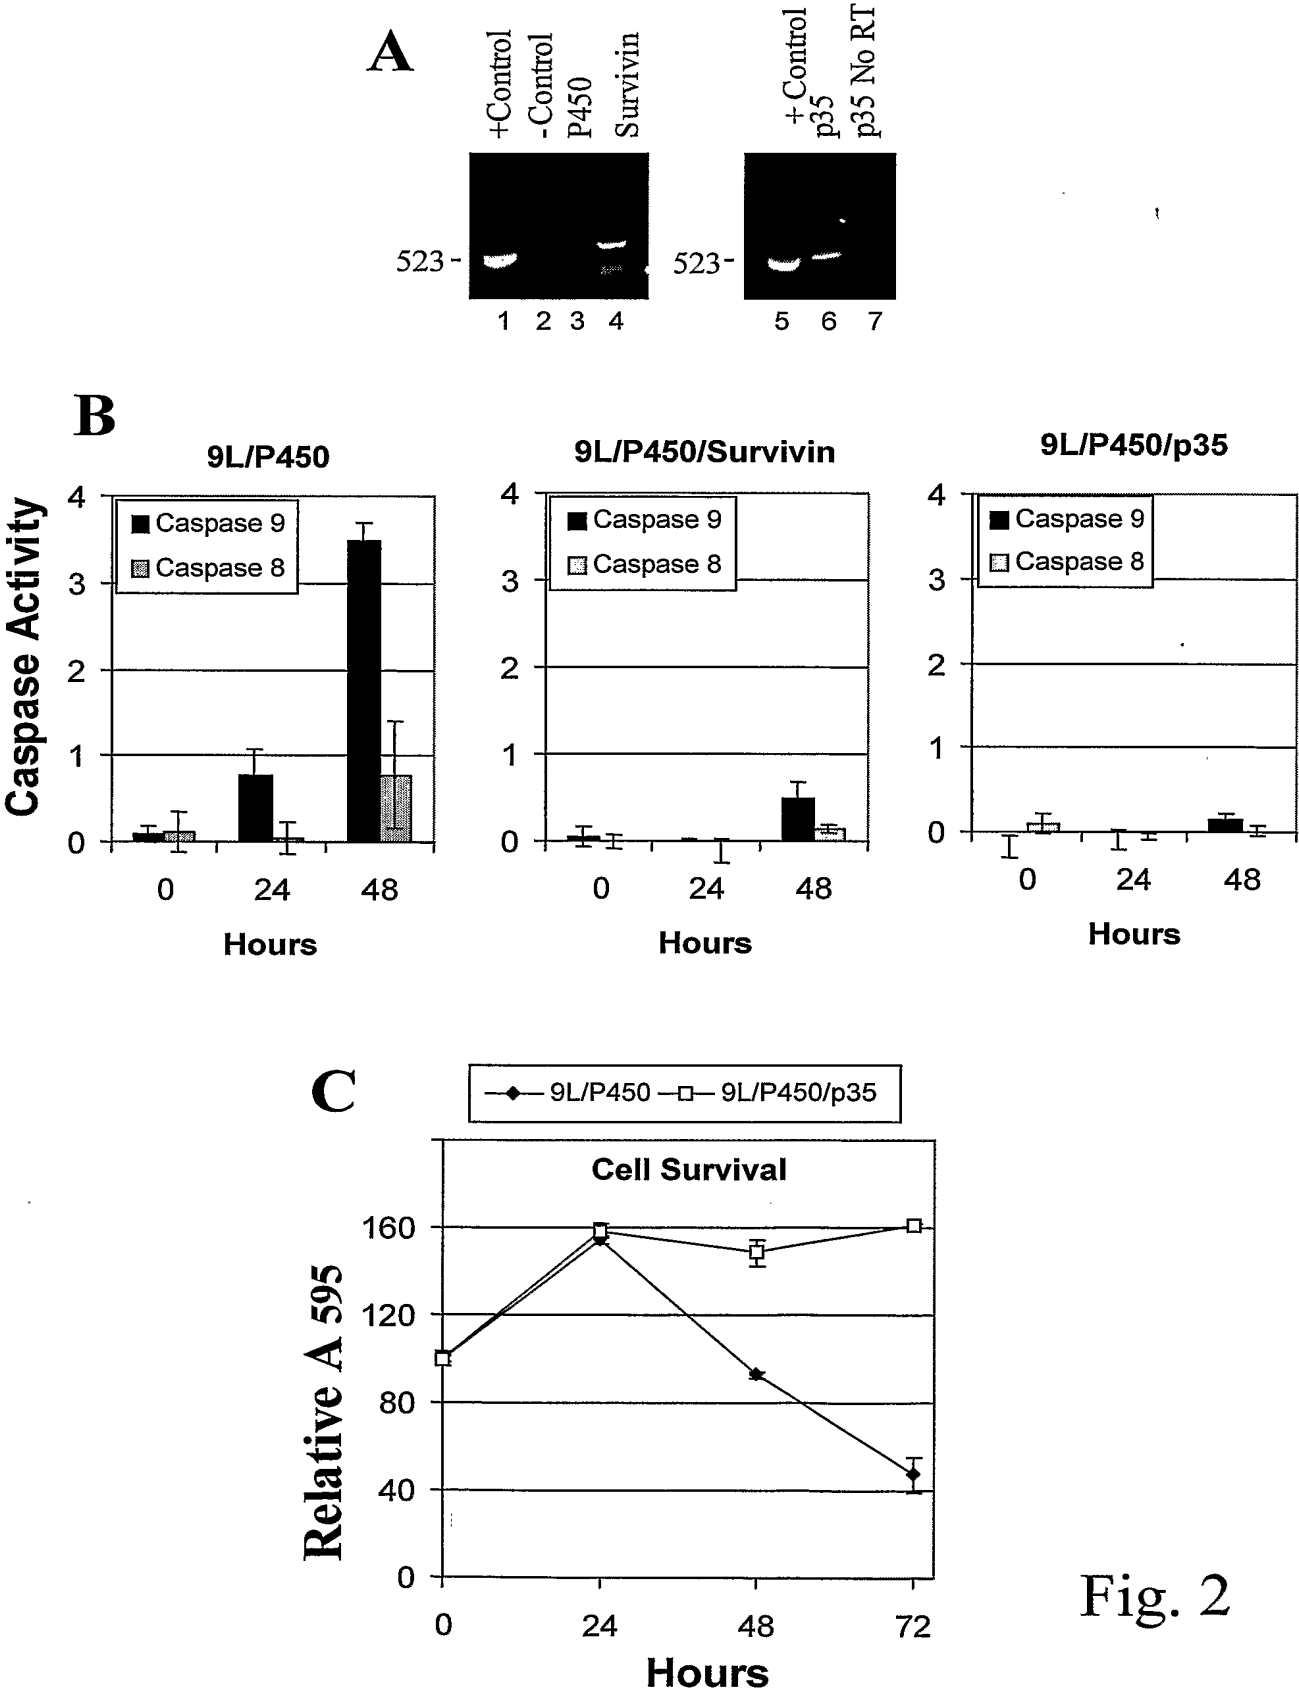 A
+Control
-Control
P450
Survivin
+ Control
p35
p35 No RT
523-
523-
1 2 3 4
5 6 7
B
9L/P450
9L/P450/Survivin
9L/P450/p35
Caspase Activity
4
3
2
1
0
Caspase 9
Caspase 8
0 24 48
Hours
4
3
2
1
0
Caspase 9
Caspase 8
0 24 48
Hours
4
3
2
1
0
Caspase 9
Caspase 8
0 24 48
Hours
C
9L/P450 9L/P450/p35
Cell Survival
Relative A 595
160
120
80
40
0
0 24 48 72
Hours
Fig. 2